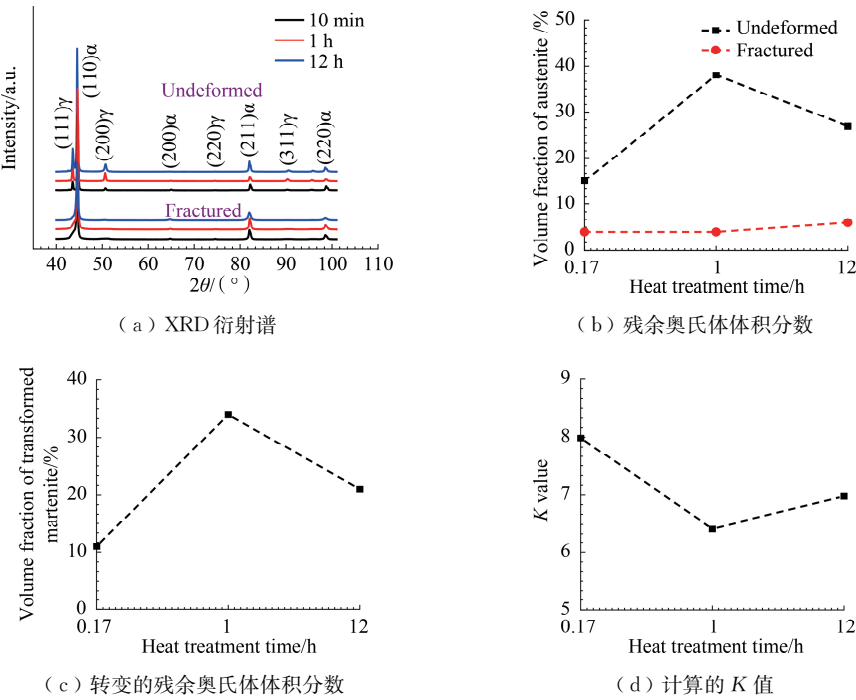 10 min
1 h
12 h
Undeformed
Fractured
(111)γ
(110)α
(200)γ
(200)α
(220)γ
(211)α
(311)γ
(220)α
Intensity/a.u.
40 50 60 70 80 90 100 110
2θ/(°)
(a)XRD 衍射谱
Undeformed
Fractured
Volume fraction of austenite /%
50
40
30
20
10
0
0.17 1 12
Heat treatment time/h
(b)残余奥氏体体积分数
Volume fraction of transformed
martenite/%
40
30
20
10
0
0.17 1 12
Heat treatment time/h
(c)转变的残余奥氏体体积分数
K value
9
8
7
6
5
0.17 1 12
Heat treatment time/h
(d)计算的 K 值